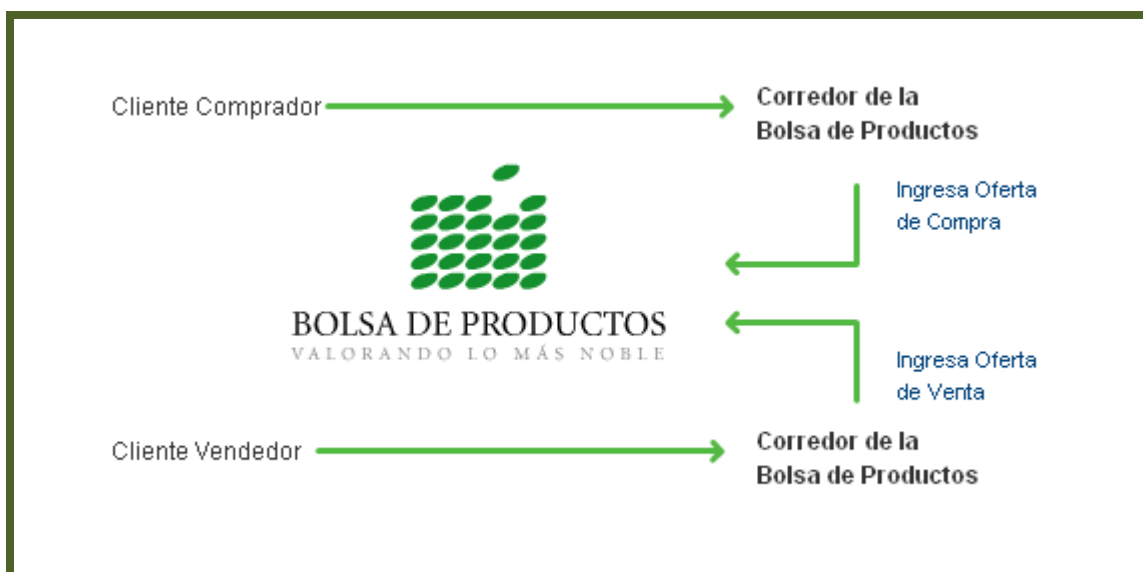 Cliente Comprador
Corredor de la
Bolsa de Productos
Ingresa Oferta
de Compra
BOLSA DE PRODUCTOS
VALORANDO LO MÁS NOBLE
Ingresa Oferta
de Venta
Cliente Vendedor
Corredor de la
Bolsa de Productos